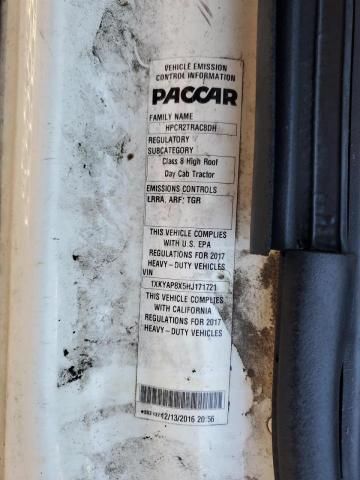 VEHICLE EMISSION
CONTROL INFORMATION
PACCAR
FAMILY NAME
HPCR2TRAC8DH
REGULATORY
SUBCATEGORY
Class 8 High Roof
Day Cab Tractor
EMISSIONS CONTROLS
LRRA, ARF; TGR
THIS VEHICLE COMPLIES
WITH U.S. EPA
REGULATIONS FOR 2017
HEAVY-DUTY VEHICLES
VIN
1XKYAP8X5HJ171721
THIS VEHICLE COMPLIES
WITH CALIFORNIA
REGULATIONS FOR 2017
HEAVY-DUTY VEHICLES
12/13/2016 20:56